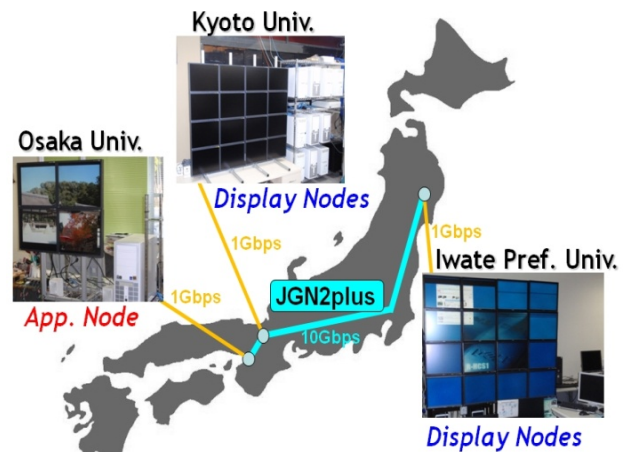 Kyoto Univ.
Osaka Univ.
Display Nodes
1Gbps
1Gbps
Iwate Pref. Univ.
1Gbps
JGN2plus
App. Node
10Gbps
Display Nodes